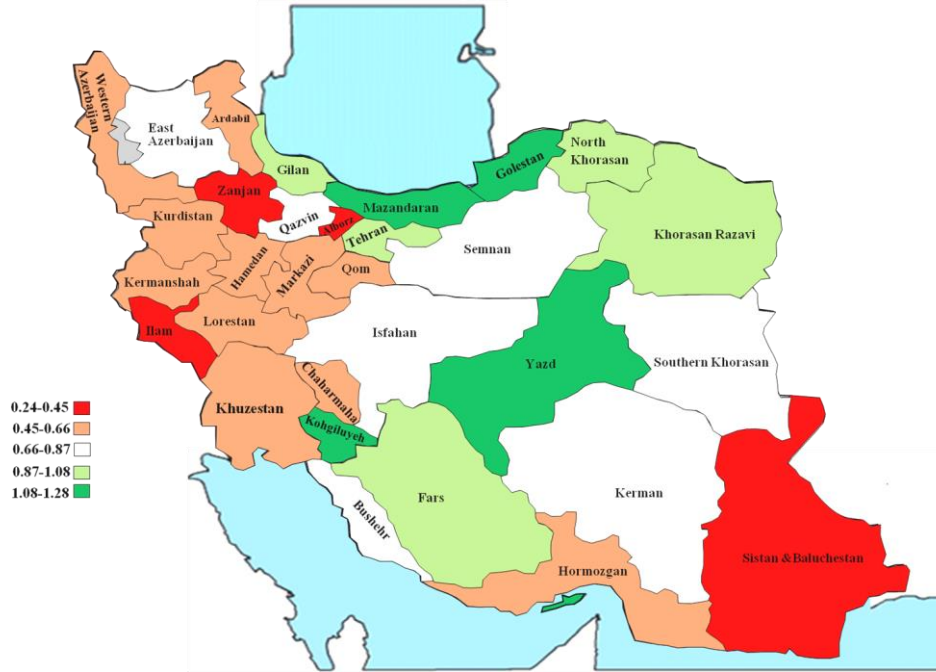 Western
Azerbaijan
East
Azerbaijan
Ardabil
Gilan
Zanjan
Qazvin
Alborz
Mazandaran
Golestan
North
Khorasan
Tehran
Khorasan Razavi
Semnan
Kurdistan
Hamedan
Markazi
Qom
Kermanshah
Lorestan
Ilam
Isfahan
Yazd
Southern Khorasan
Khuzestan
Chaharmaha
Kohgiluyeh
Fars
Kerman
Bushehr
Hormozgan
Sistan & Baluchestan
0.24-0.45
0.45-0.66
0.66-0.87
0.87-1.08
1.08-1.28